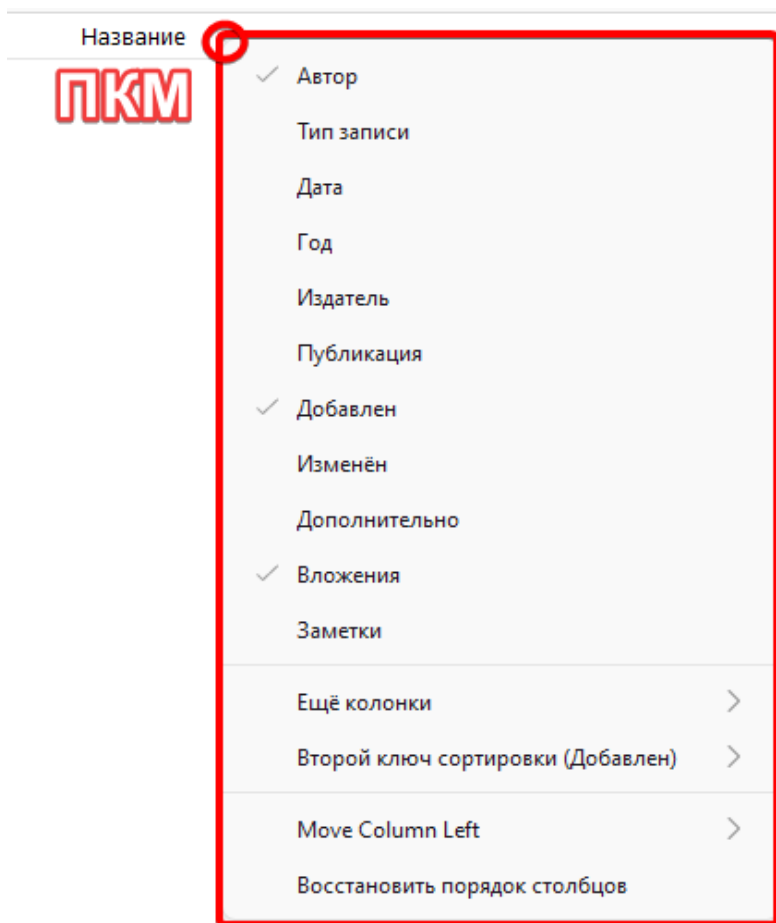 Название
ПКМ
Автор
Тип записи
Дата
Год
Издатель
Публикация
Добавлен
Изменён
Дополнительно
Вложения
Заметки
Ещё колонки
Второй ключ сортировки (Добавлен)
Move Column Left
Восстановить порядок столбцов